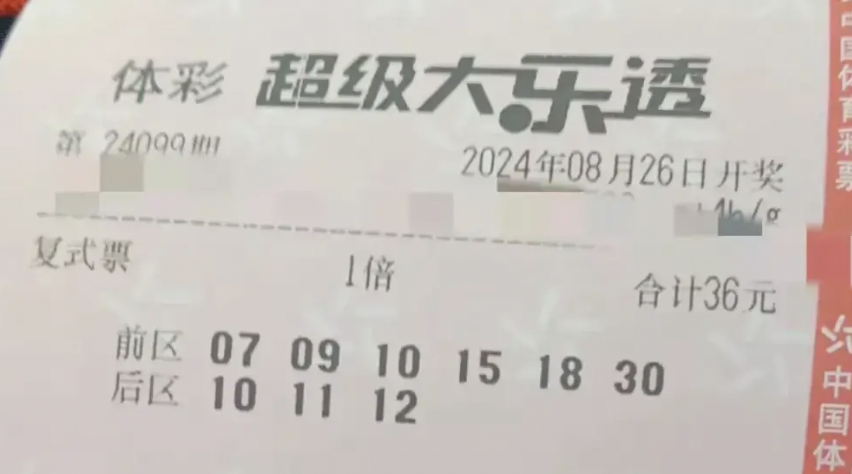 体彩 超级大乐透
第 24099期
2024年08月26日开奖
复式票 1倍 合计36元
前区 07 09 10 15 18 30
后区 10 11 12
中国体育彩票
中国体